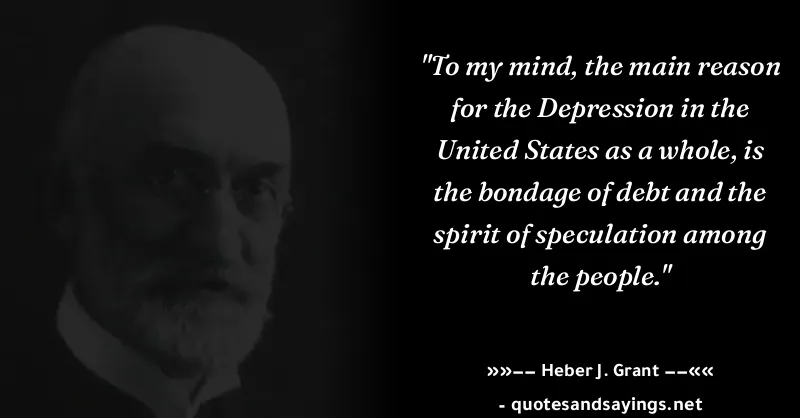 "To my mind, the main reason
for the Depression in the
United States as a whole, is
the bondage of debt and the
spirit of speculation among
the people."
»»–– Heber J. Grant ––««
- quotesandsayings.net